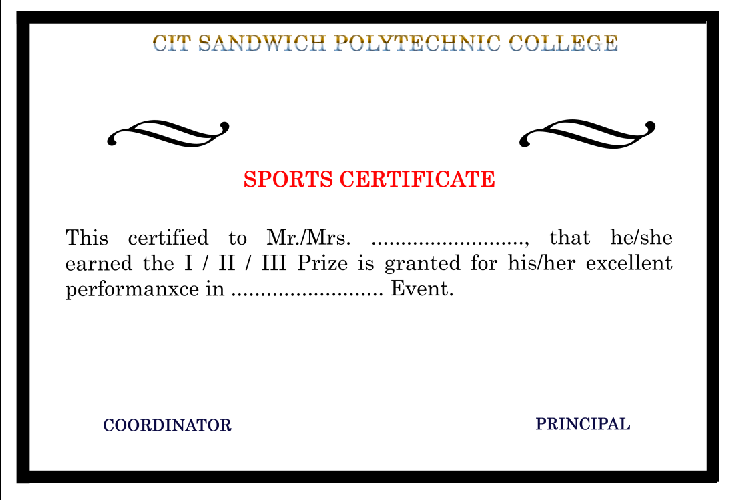 CIT SANDWICH POLYTECHNIC COLLEGE
SPORTS CERTIFICATE
This certified to Mr./Mrs. .........................., that he/she
earned the I / II / III Prize is granted for his/her excellent
performanxce in .......................... Event.
COORDINATOR
PRINCIPAL